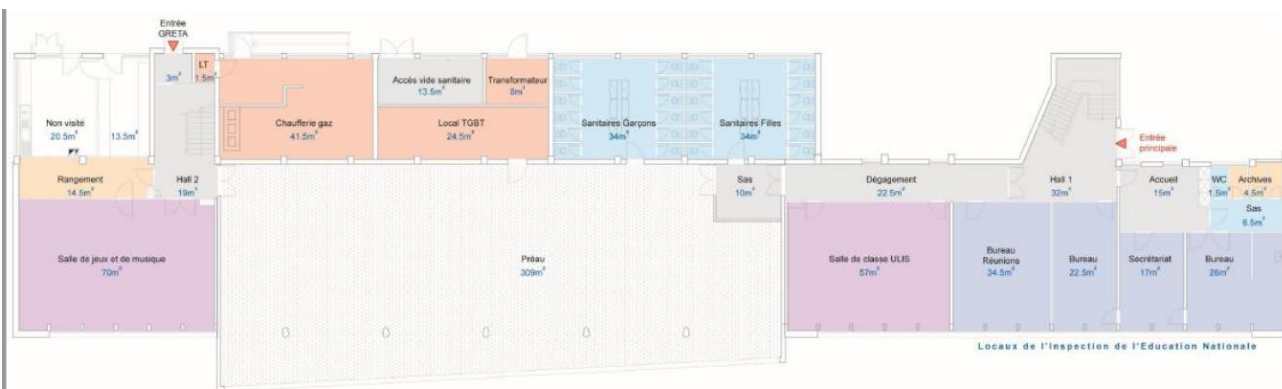 Entrée
GRETA
3m²
LT
1.5m²
Non visité
20.5m²
13.5m²
Chaufferie gaz
41.5m²
Accès vide sanitaire
13.5m²
Transformateur
8m²
Local TGBT
24.5m²
Sanitaires Garçons
34m²
Sanitaires Filles
34m²
Entrée
principale
Rangement
14.5m²
Hall 2
19m²
Sas
10m²
Dégagement
22.5m²
Hall 1
32m²
Accueil
15m²
WC
1.5m²
Archives
4.5m²
Sas
6.5m²
Salle de jeux et de musique
70m²
Préau
309m²
Salle de classe ULIS
57m²
Bureau
Réunions
34.5m²
Bureau
22.5m²
Secrétariat
17m²
Bureau
26m²
Locaux de l'Inspection de l'Education Nationale